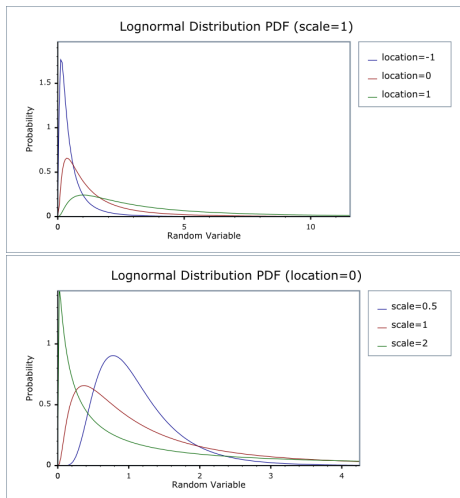 Lognormal Distribution PDF (scale=1)
Probability
1.5
1
0.5
0
0 5 10
Random Variable
location=-1
location=0
location=1
Lognormal Distribution PDF (location=0)
Probability
1
0.5
0
0 1 2 3 4
Random Variable
scale=0.5
scale=1
scale=2